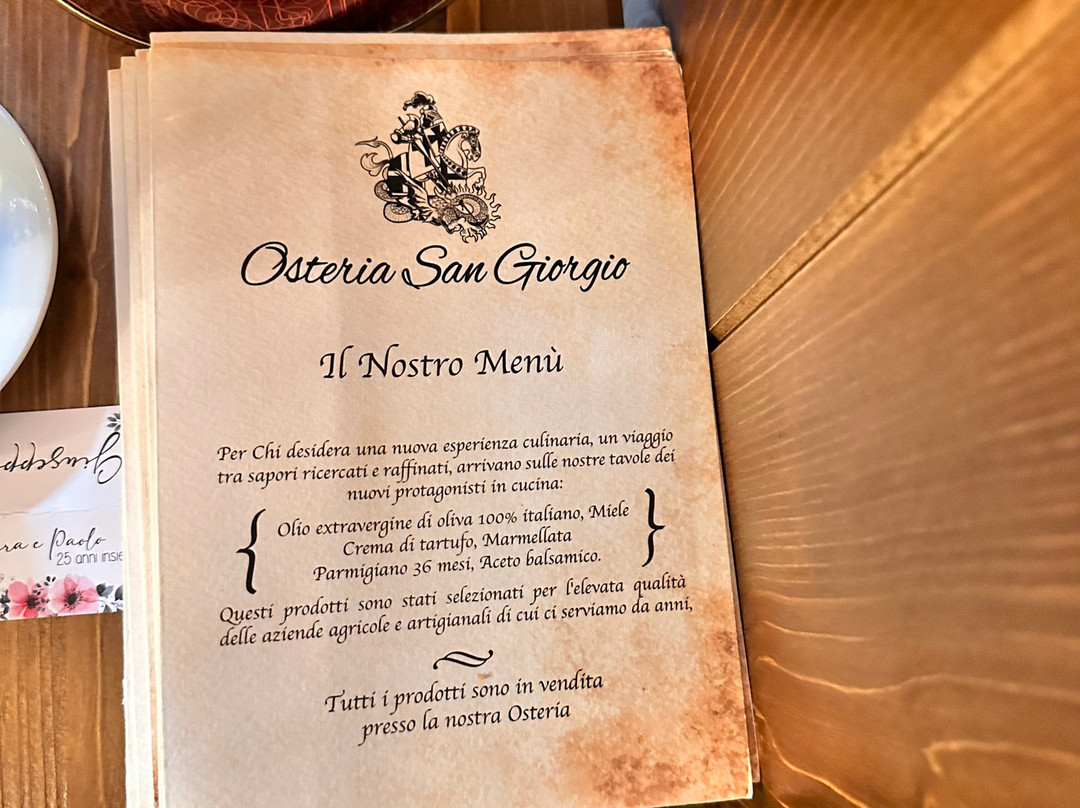 Osteria San Giorgio
Il Nostro Menù
Per Chi desidera una nuova esperienza culinaria, un viaggio
tra sapori ricercati e raffinati, arrivano sulle nostre tavole dei
nuovi protagonisti in cucina:
{ Olio extravergine di oliva 100% italiano, Miele }
Crema di tartufo, Marmellata
Parmigiano 36 mesi, Aceto balsamico.
Questi prodotti sono stati selezionati per l'elevata qualità
delle aziende agricole e artigianali di cui ci serviamo da anni,
Tutti i prodotti sono in vendita
presso la nostra Osteria
e Paolo
25 anni